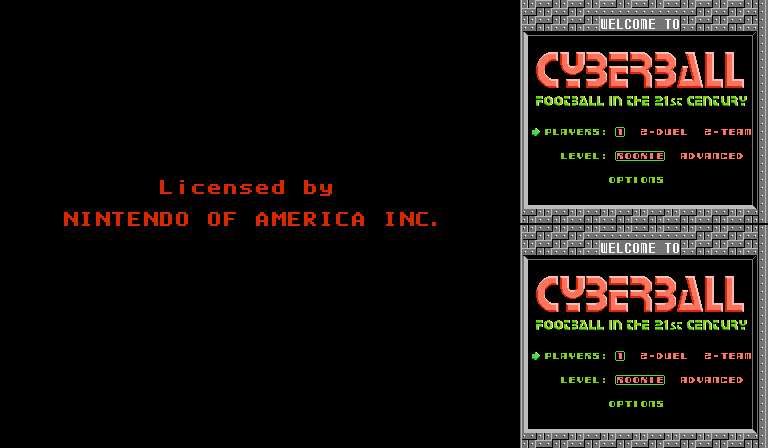 Licensed by
NINTENDO OF AMERICA INC.
WELCOME TO
CYBERBALL
FOOTBALL IN THE 21st CENTURY
PLAYERS: 1 2-DUEL 2-TEAM
LEVEL: ROOKIE ADVANCED
OPTIONS
WELCOME TO
CYBERBALL
FOOTBALL IN THE 21st CENTURY
PLAYERS: 1 2-DUEL 2-TEAM
LEVEL: ROOKIE ADVANCED
OPTIONS